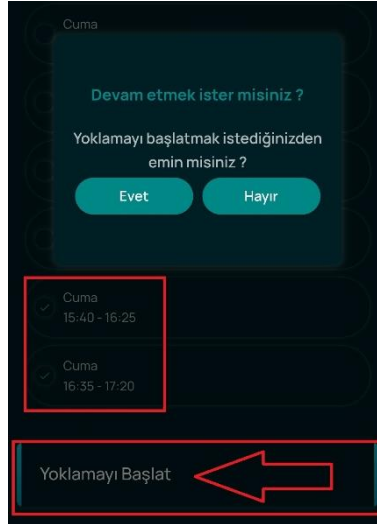 Cuma
Devam etmek ister misiniz ?
Yoklamayı başlatmak istediğinizden
emin misiniz ?
Evet
Hayır
Cuma
15:40 - 16:25
Cuma
16:35 - 17:20
Yoklamayı Başlat